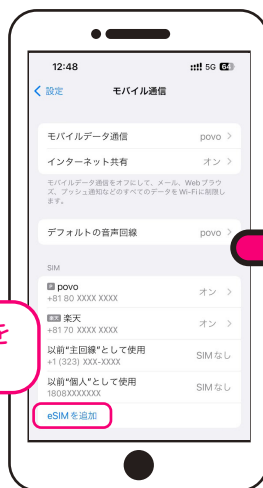 12:48
5G 64
設定
モバイル通信
モバイルデータ通信 povo
インターネット共有 オン
モバイルデータ通信をオフにして、メール、Webブラウ
ズ、プッシュ通知などのすべてのデータをWi-Fiに制限し
ます。
デフォルトの音声回線 povo
SIM
P povo オン
+81 80 XXXX XXXX
楽天 オン
+81 70 XXXX XXXX
以前“主回線”として使用 SIMなし
+1 (323) XXX-XXXX
以前“個人”として使用 SIMなし
1808XXXXXXX
を
eSIMを追加